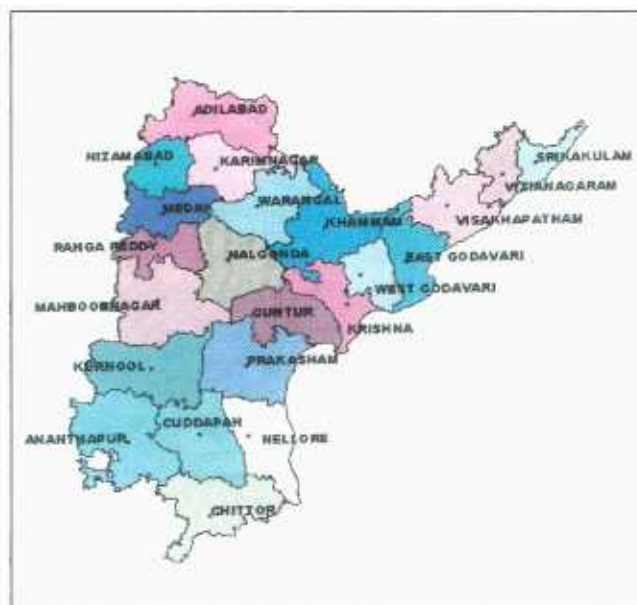 ADILABAD
NIZAMABAD
KARIMNAGAR
SRIKAKULAM
VIZIANAGARAM
MEDAK
WARANGAL
KHAMMAM
VISAKHAPATNAM
RANGA REDDY
NALGONDA
EAST GODAVARI
WEST GODAVARI
MAHBOOBNAGAR
GUNTUR
KRISHNA
KERNOOL
PRAKASHAM
CUDDAPAH
ANANTHAPUR
NELLORE
CHITTOR